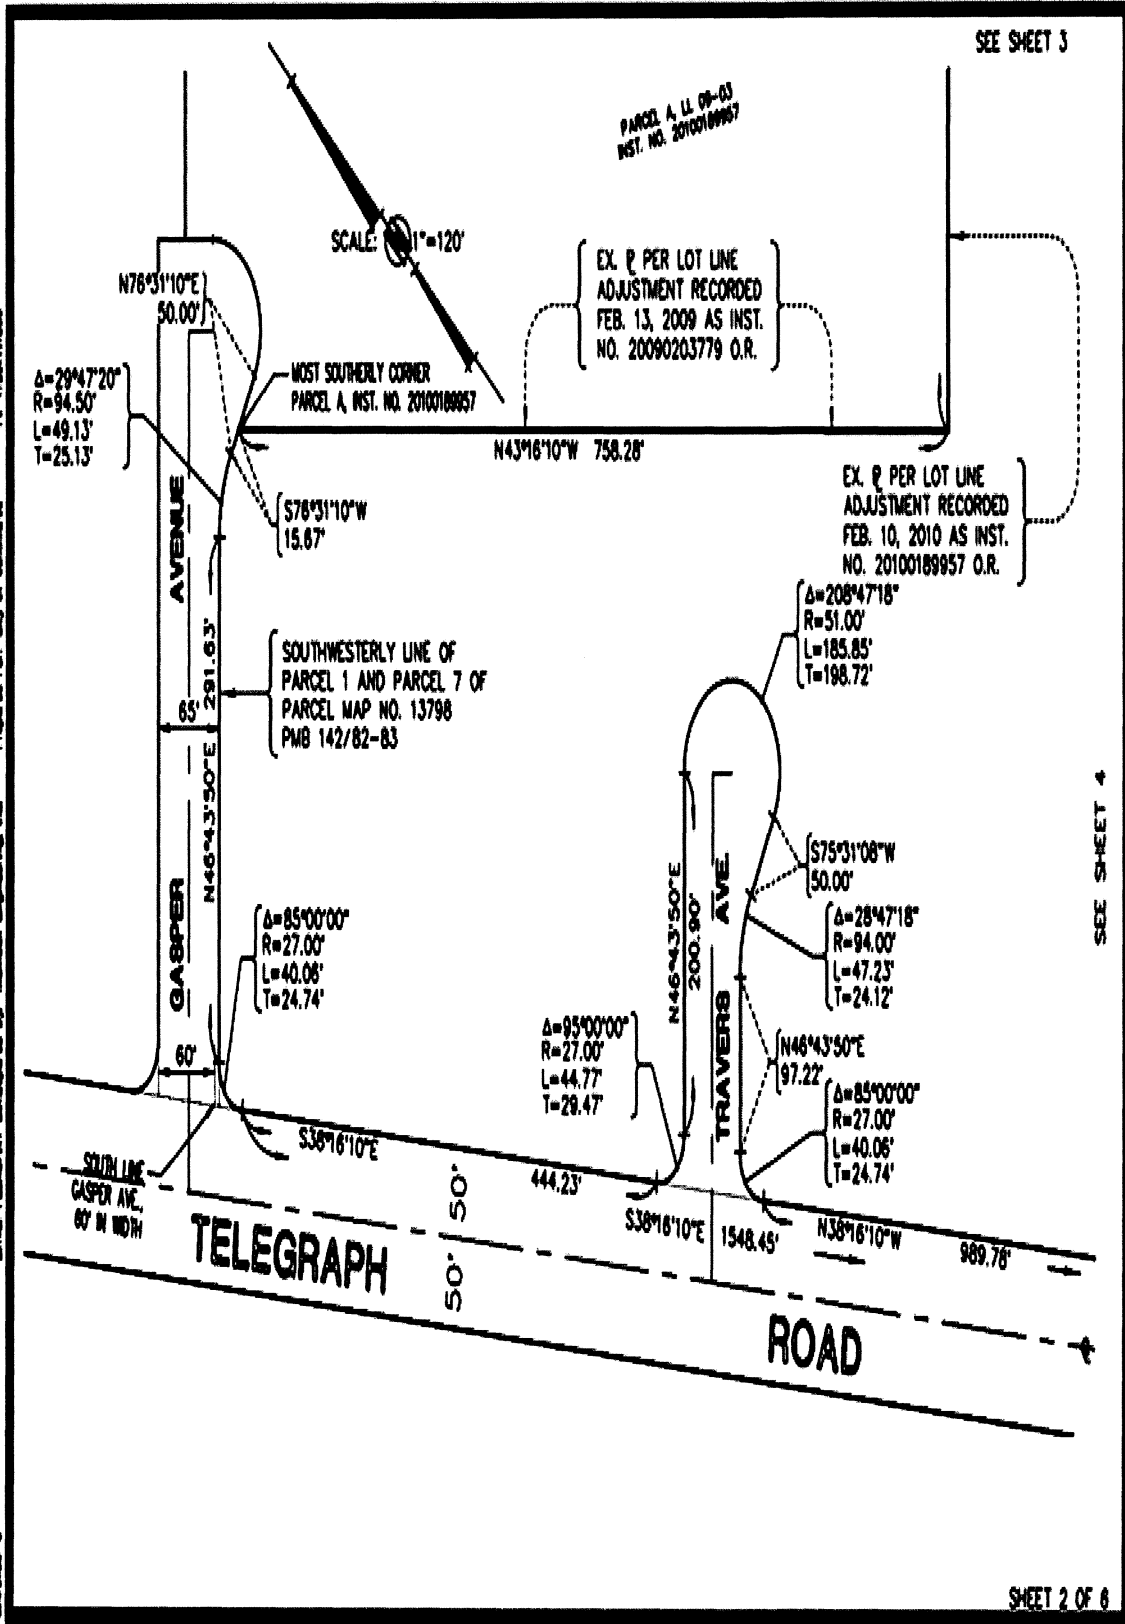 SEE SHEET 3
PARCEL A, LL 09-03
INST. NO. 20100189957
SCALE: 1"=120'
N76°31'10"E
50.00'
EX. PL PER LOT LINE
ADJUSTMENT RECORDED
FEB. 13, 2009 AS INST.
NO. 20090203779 O.R.
MOST SOUTHERLY CORNER
PARCEL A, INST. NO. 20100189957
Δ=29°47'20"
R=94.50'
L=49.13'
T=25.13'
N43°16'10"W 758.28'
EX. PL PER LOT LINE
ADJUSTMENT RECORDED
FEB. 10, 2010 AS INST.
NO. 20100189957 O.R.
S76°31'10"W
15.67'
GASPER AVENUE
N46°43'50"E 291.63'
65'
SOUTHWESTERLY LINE OF
PARCEL 1 AND PARCEL 7 OF
PARCEL MAP NO. 13798
PMB 142/82-83
Δ=208°47'18"
R=51.00'
L=185.85'
T=198.72'
SEE SHEET 4
S75°31'08"W
50.00'
Δ=28°47'18"
R=94.00'
L=47.23'
T=24.12'
N46°43'50"E
200.90'
TRAVERS AVE
Δ=85°00'00"
R=27.00'
L=40.06'
T=24.74'
Δ=95°00'00"
R=27.00'
L=44.77'
T=29.47'
N46°43'50"E
97.22'
Δ=85°00'00"
R=27.00'
L=40.06'
T=24.74'
60'
S38°16'10"E
444.23'
S38°16'10"E
1548.45'
N38°16'10"W
989.78'
SOUTH LINE
GASPER AVE.
60' IN WIDTH
50'
50'
TELEGRAPH ROAD
SHEET 2 OF 6